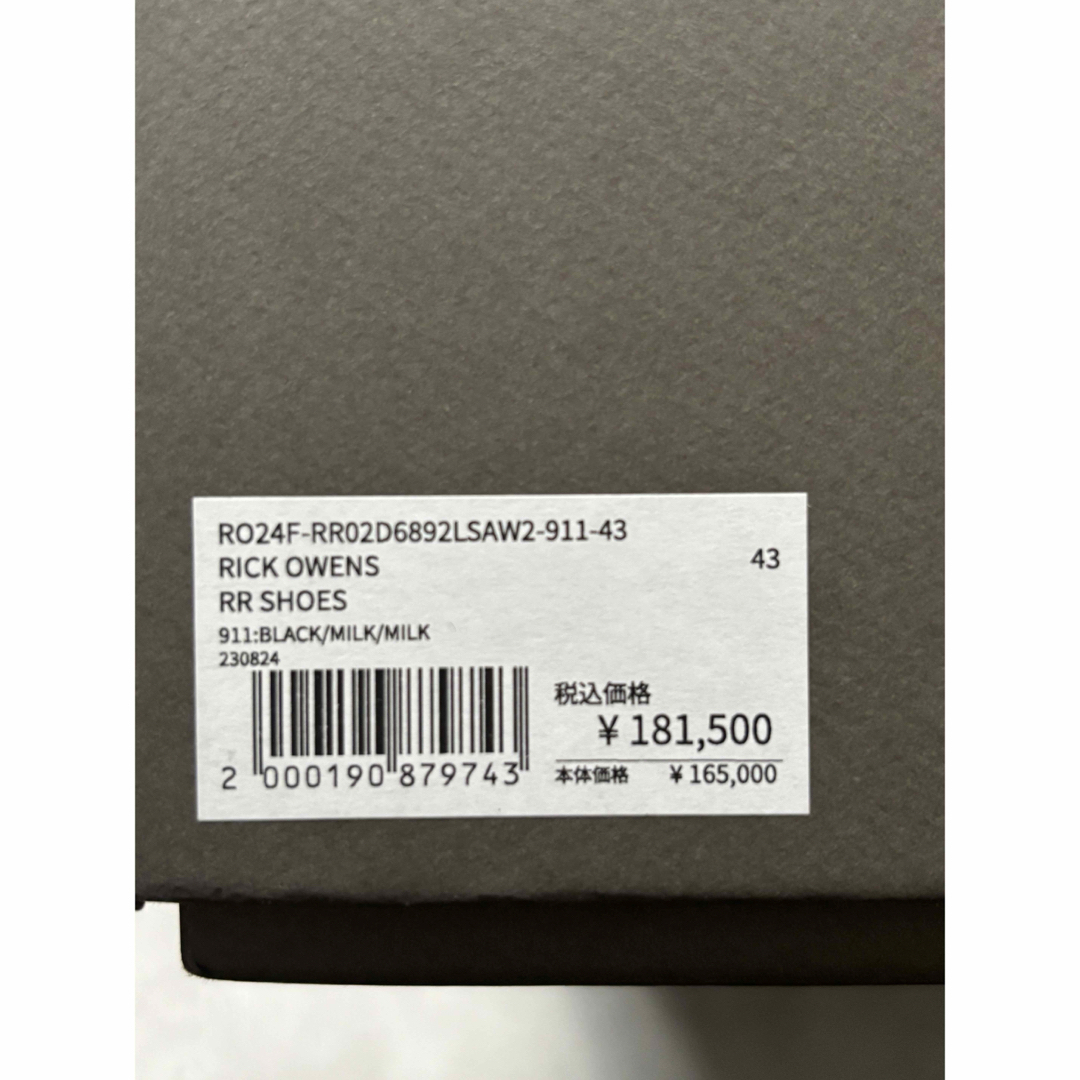 RO24F-RR02D6892LSAW2-911-43
RICK OWENS
43
RR SHOES
911:BLACK/MILK/MILK
230824
税込価格
¥ 181,500
本体価格 ¥ 165,000
2 000190 879743